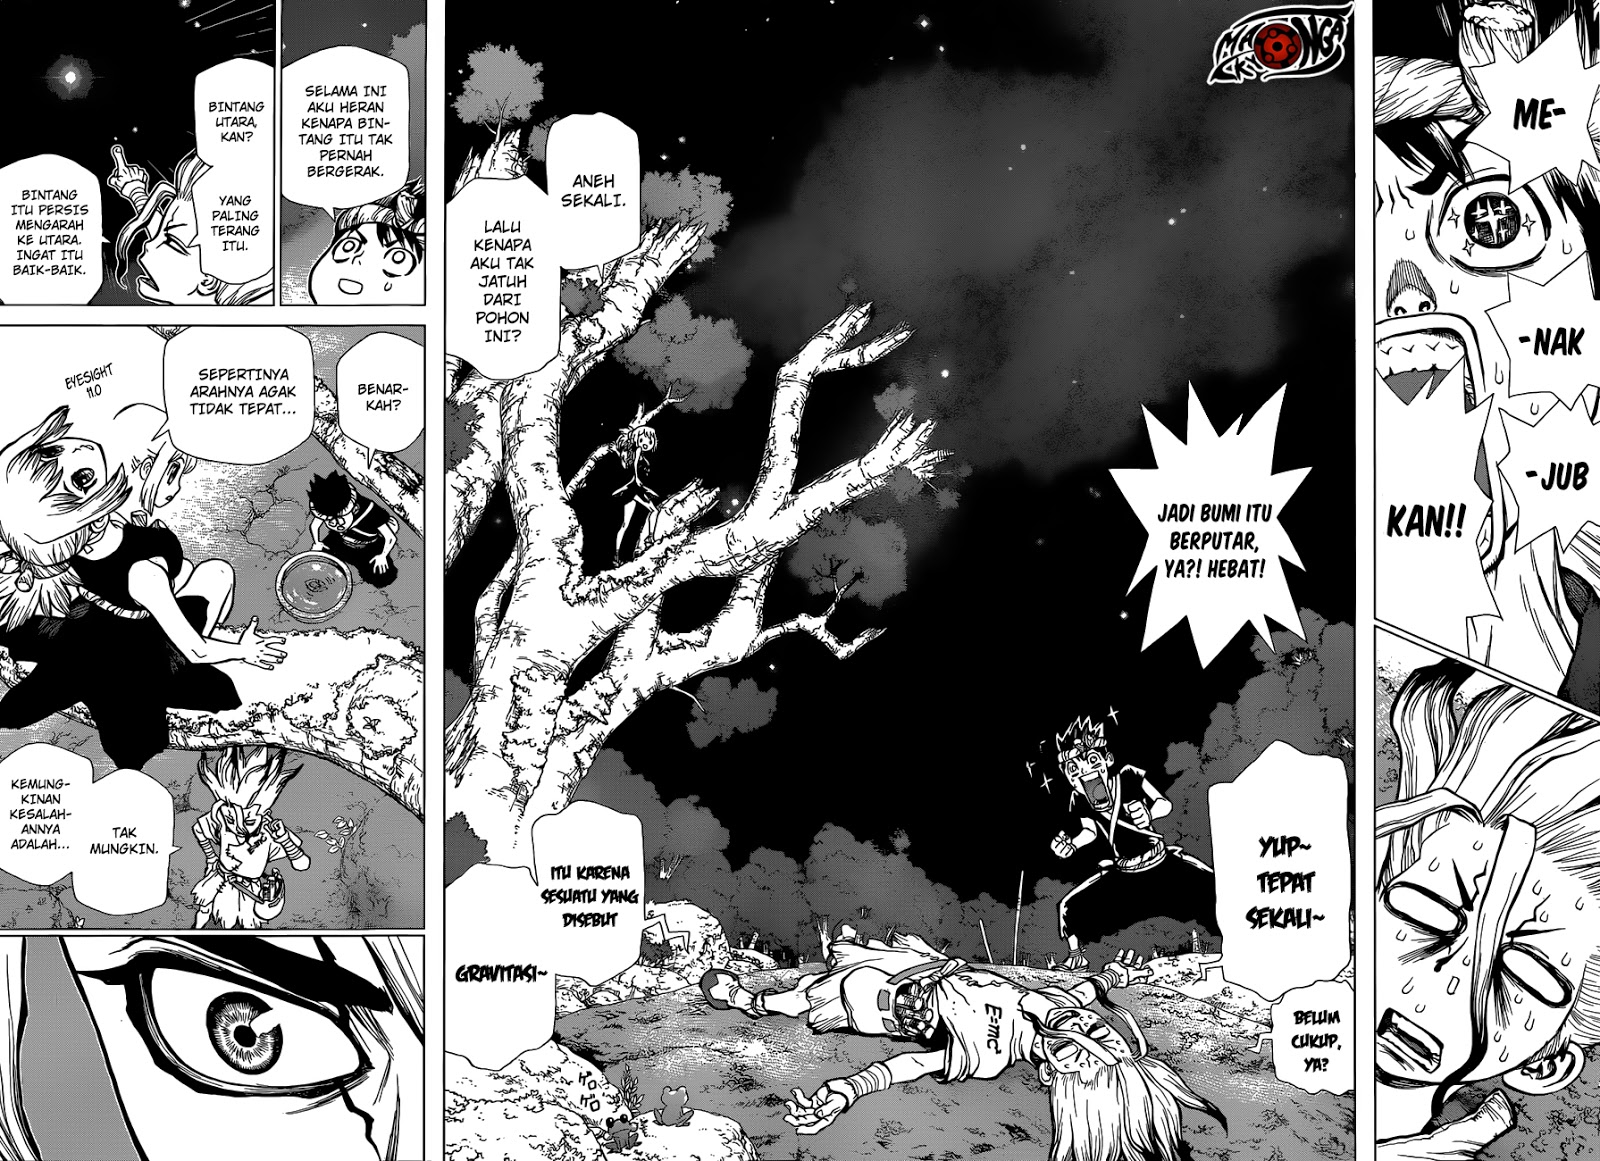 ME-
-NAK
-JUB
KAN!!
MANGA
SKY
JADI BUMI ITU
BERPUTAR,
YA?! HEBAT!
ANEH
SEKALI.
LALU
KENAPA
AKU TAK
JATUH
DARI
POHON
INI?
YUP~
TEPAT
SEKALI~
BELUM
CUKUP,
YA?
ITU KARENA
SESUATU YANG
DISEBUT
GRAVITASI~
E=mc²
KO
KO
SELAMA INI
AKU HERAN
KENAPA BIN-
TANG ITU TAK
PERNAH
BERGERAK.
BINTANG
UTARA,
KAN?
YANG
PALING
TERANG
ITU.
BINTANG
ITU PERSIS
MENGARAH
KE UTARA.
INGAT ITU
BAIK-BAIK.
BENAR-
KAH?
SEPERTINYA
ARAHNYA AGAK
TIDAK TEPAT...
EYESIGHT
11.0
TAK
MUNGKIN.
KEMUNG-
KINAN
KESALAH-
ANNYA
ADALAH...